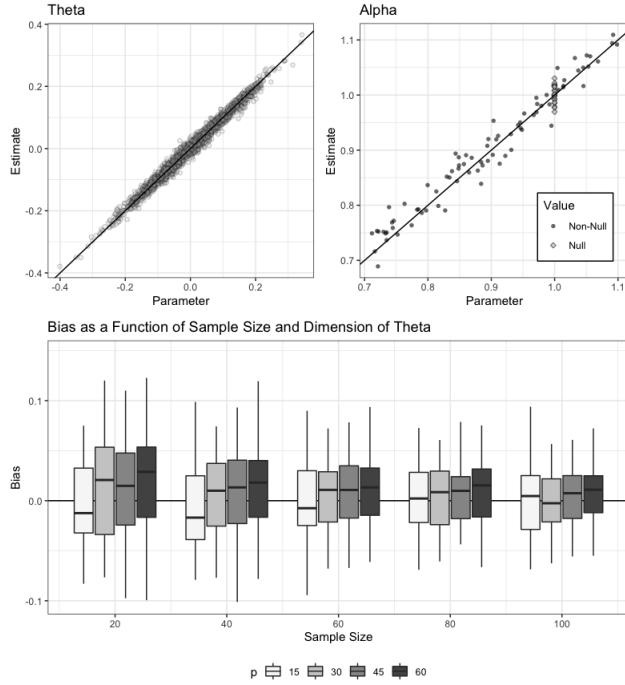 Theta
Alpha
0.4
0.2
0.0
-0.2
-0.4
Estimate
-0.4
-0.2
0.0
0.2
Parameter
1.1
1.0
0.9
0.8
0.7
Estimate
Value
Non-Null
Null
0.7
0.8
0.9
1.0
1.1
Parameter
Bias as a Function of Sample Size and Dimension of Theta
0.1
0.0
-0.1
Bias
20
40
60
80
100
Sample Size
p 15 30 45 60